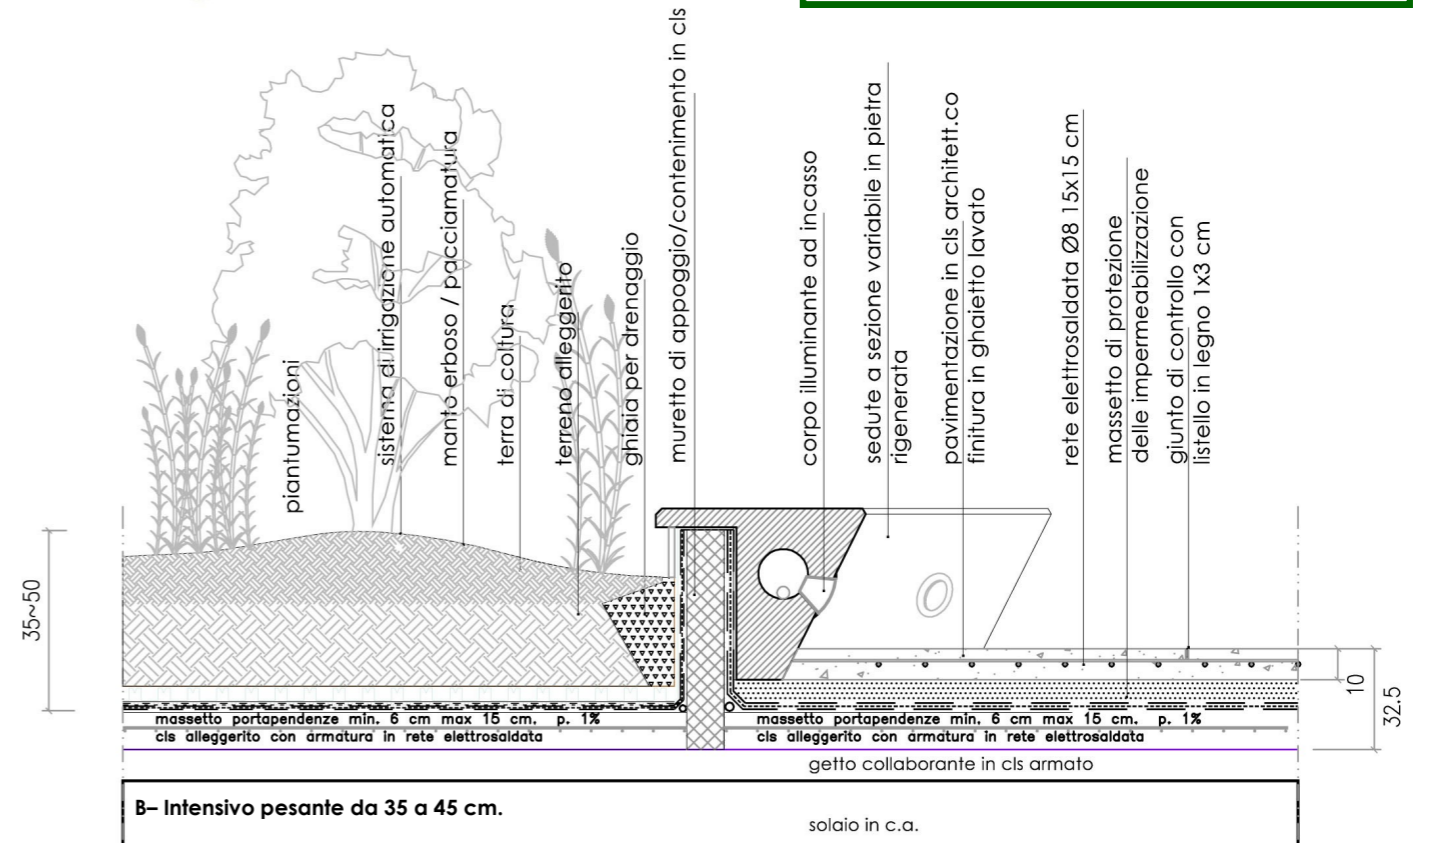 piantumazioni
sistema di irrigazione automatica
manto erboso / pacciamatura
terra di coltura
terreno alleggerito
ghiaia per drenaggio
muretto di appoggio/contenimento in cls
corpo illuminante ad incasso
sedute a sezione variabile in pietra
rigenerata
pavimentazione in cls architett.co
finitura in ghaietto lavato
rete elettrosaldata Ø8 15x15 cm
massetto di protezione
delle impermeabilizzazione
giunto di controllo con
listello in legno 1x3 cm
35~50
10
32.5
massetto portapendenze min. 6 cm max 15 cm. p. 1%
cls alleggerito con armatura in rete elettrosaldata
massetto portapendenze min. 6 cm max 15 cm. p. 1%
cls alleggerito con armatura in rete elettrosaldata
getto collaborante in cls armato
B– Intensivo pesante da 35 a 45 cm.
solaio in c.a.